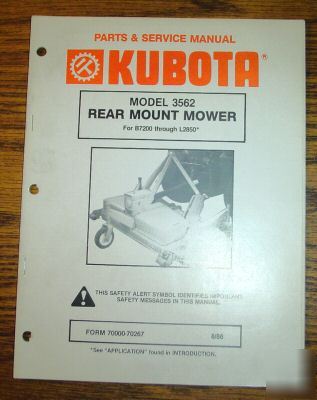 PARTS & SERVICE MANUAL
KUBOTA®
MODEL 3562
REAR MOUNT MOWER
For B7200 through L2850*
THIS SAFETY ALERT SYMBOL IDENTIFIES IMPORTANT
SAFETY MESSAGES IN THIS MANUAL.
FORM 70000-70267 8/86
*See "APPLICATION" found in INTRODUCTION.